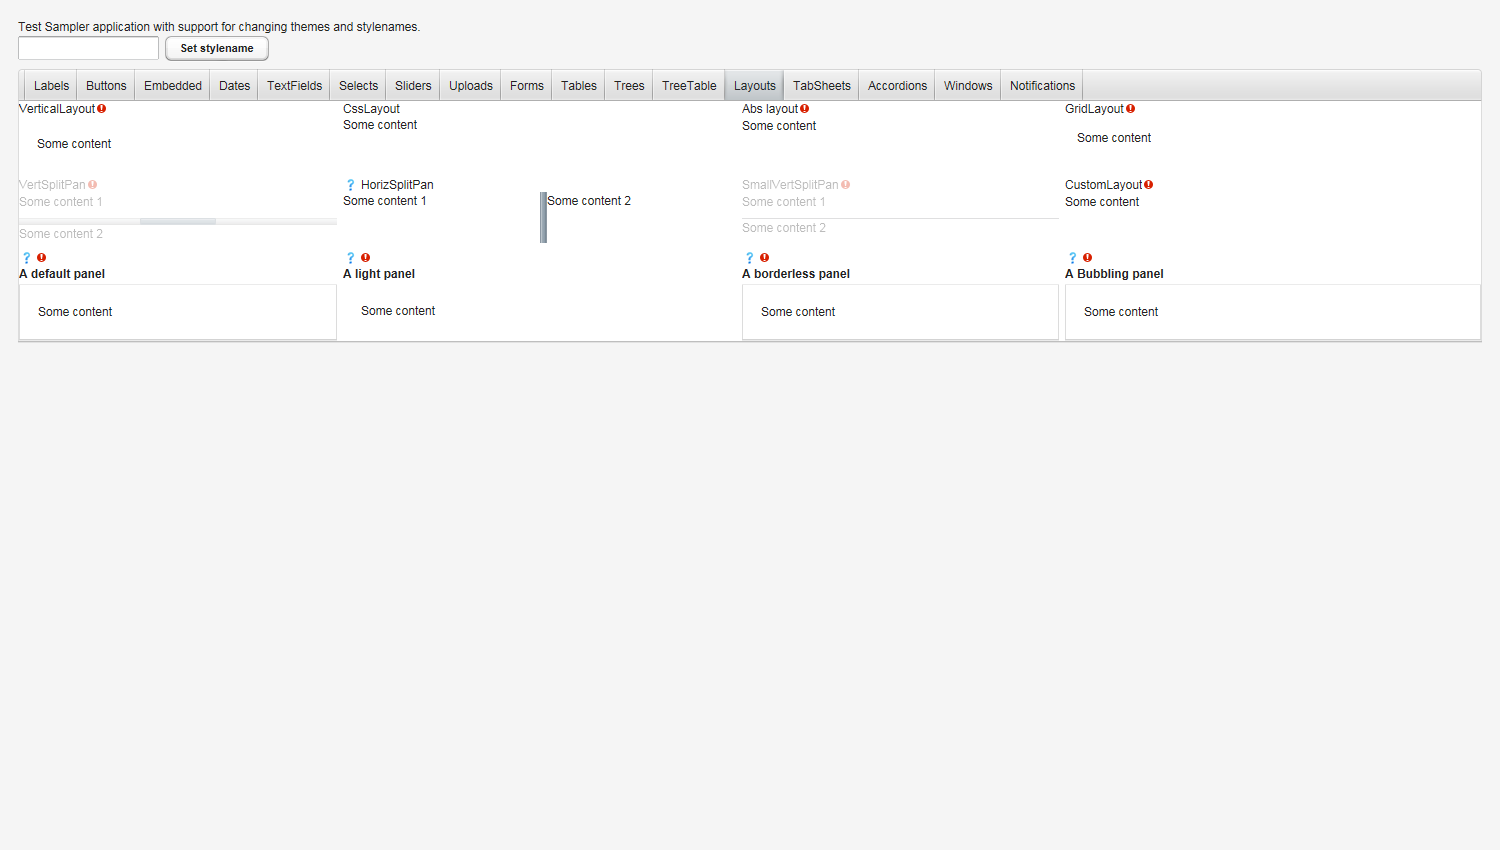 Test Sampler application with support for changing themes and stylenames.
Set stylename
Labels Buttons Embedded Dates TextFields Selects Sliders Uploads Forms Tables Trees TreeTable Layouts TabSheets Accordions Windows Notifications
VerticalLayout CssLayout Abs layout GridLayout
Some content Some content Some content Some content
VertSplitPan HorizSplitPan SmallVertSplitPan CustomLayout
Some content 1 Some content 1 Some content 2 Some content 1 Some content
Some content 2 Some content 2
A default panel A light panel A borderless panel A Bubbling panel
Some content Some content Some content Some content